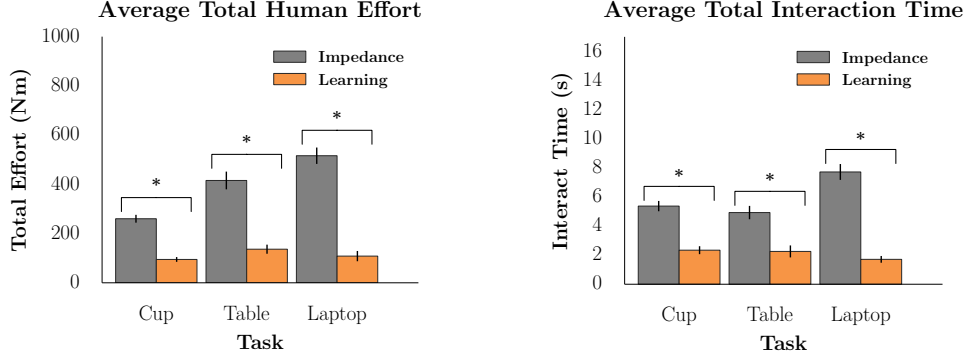 Average Total Human Effort
Total Effort (Nm)
1000
800
600
400
200
0
Impedance
Learning
*
*
*
Cup
Table
Laptop
Task
Average Total Interaction Time
Interact Time (s)
16
14
12
10
8
6
4
2
0
Impedance
Learning
*
*
*
Cup
Table
Laptop
Task